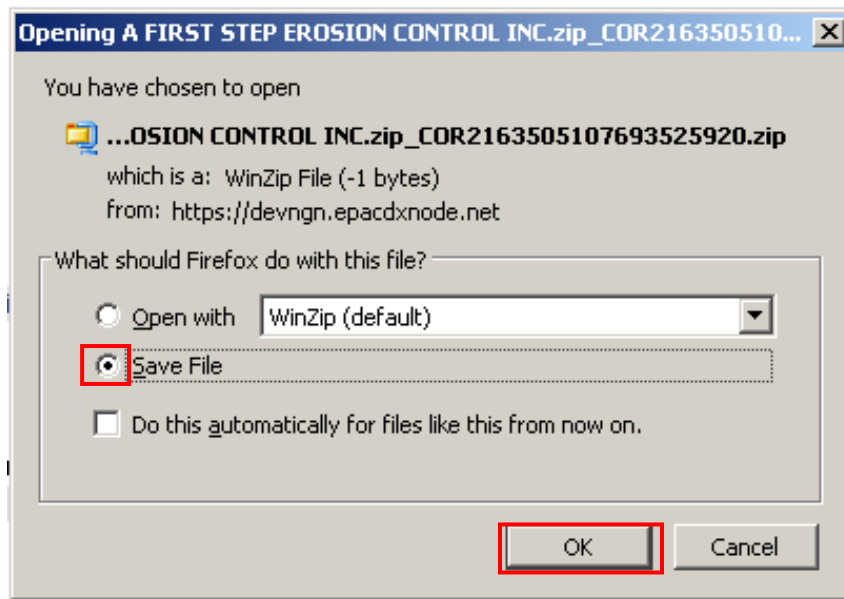 Opening A FIRST STEP EROSION CONTROL INC.zip_COR216350510...
You have chosen to open
...OSION CONTROL INC.zip_COR2163505107693525920.zip
which is a: WinZip File (-1 bytes)
from: https://devngn.epacdxnode.net
What should Firefox do with this file?
Open with WinZip (default)
Save File
Do this automatically for files like this from now on.
OK Cancel